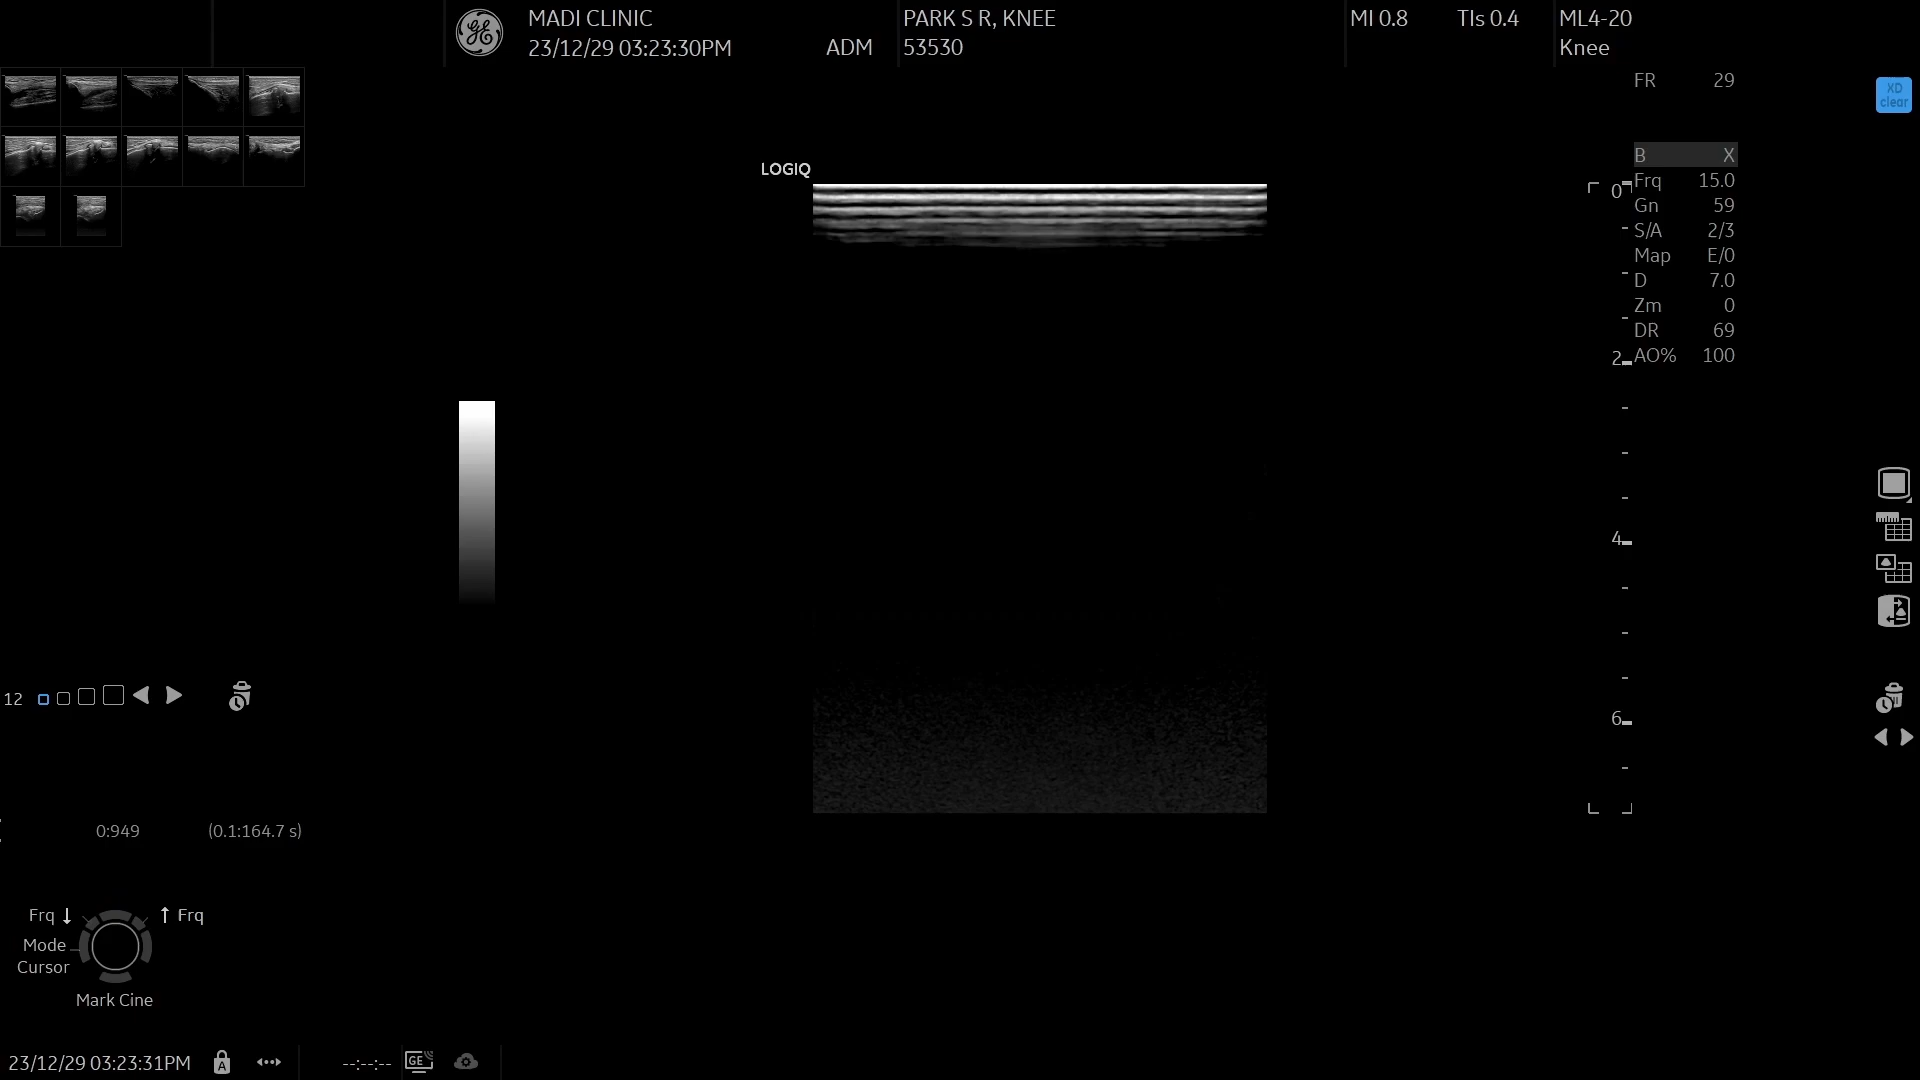 MADI CLINIC
23/12/29 03:23:30PM
ADM
PARK S R, KNEE
53530
MI 0.8
TIs 0.4
ML4-20
Knee
FR 29
XD
clear
LOGIQ
B X
0
Frq 15.0
Gn 59
S/A 2/3
Map E/0
D 7.0
Zm 0
DR 69
2
AO% 100
4
6
12
0:949 (0.1:164.7 s)
Frq ↓ ↑ Frq
Mode
Cursor
Mark Cine
23/12/29 03:23:31PM
A
--:--:--
GE